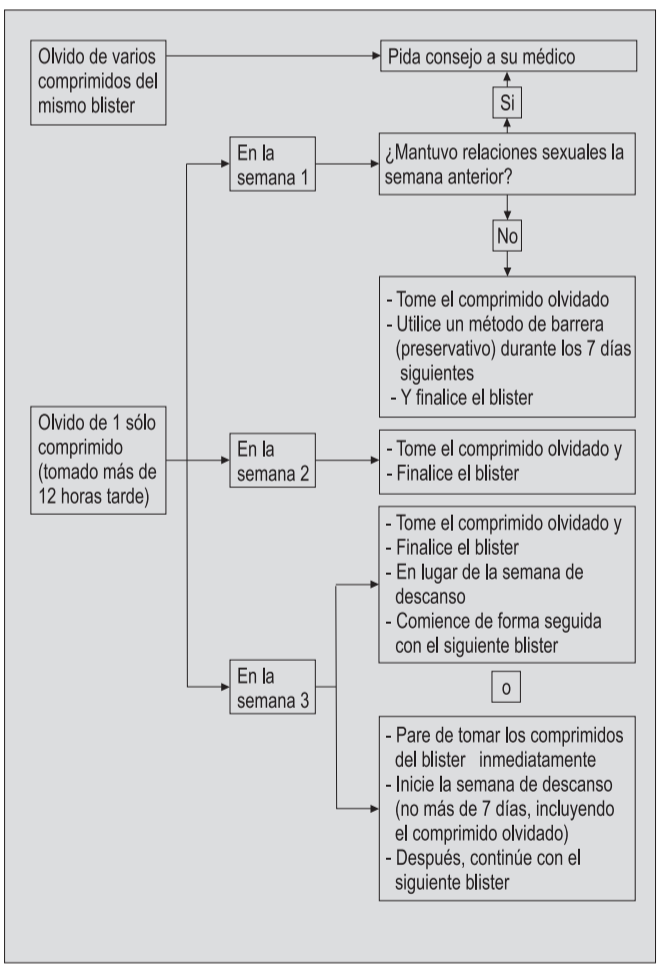 Olvido de varios
comprimidos del
mismo blister
Pida consejo a su médico
Si
En la
semana 1
¿Mantuvo relaciones sexuales la
semana anterior?
No
- Tome el comprimido olvidado
- Utilice un método de barrera
(preservativo) durante los 7 días
siguientes
- Y finalice el blister
Olvido de 1 sólo
comprimido
(tomado más de
12 horas tarde)
En la
semana 2
- Tome el comprimido olvidado y
- Finalice el blister
- Tome el comprimido olvidado y
- Finalice el blister
- En lugar de la semana de
descanso
- Comience de forma seguida
con el siguiente blister
En la
semana 3
o
- Pare de tomar los comprimidos
del blister inmediatamente
- Inicie la semana de descanso
(no más de 7 días, incluyendo
el comprimido olvidado)
- Después, continúe con el
siguiente blister